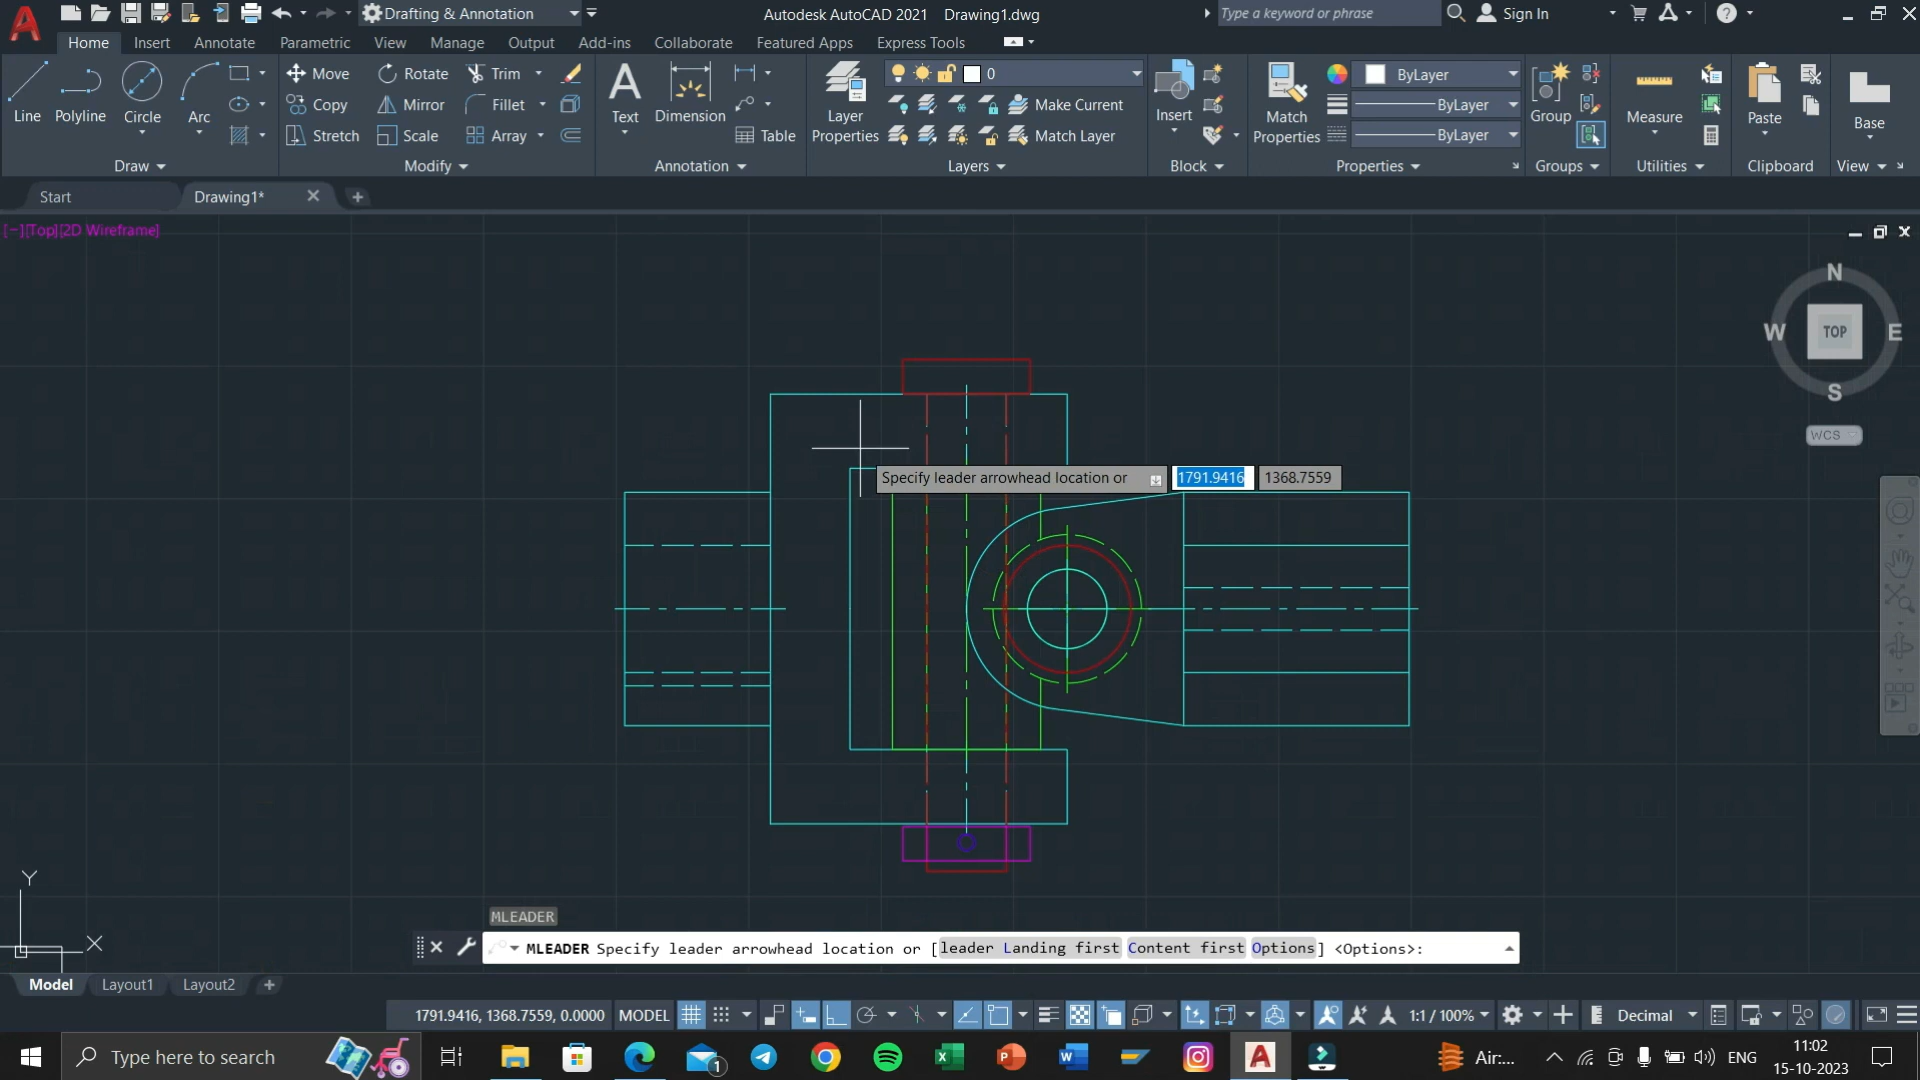 Drafting & Annotation
Autodesk AutoCAD 2021 Drawing1.dwg
Type a keyword or phrase
Sign In
Home Insert Annotate Parametric View Manage Output Add-ins Collaborate Featured Apps Express Tools
Line
Polyline
Circle
Arc
Draw
Move Rotate Trim
Copy Mirror Fillet
Stretch Scale Array
Modify
Text
Dimension
Table
Annotation
Layer
Properties
0
Make Current
Match Layer
Layers
Insert
Block
Match
Properties
ByLayer
ByLayer
ByLayer
Properties
Group
Groups
Measure
Utilities
Paste
Clipboard
Base
View
Start
Drawing1*
[−][Top][2D Wireframe]
N
W TOP E
S
WCS
Specify leader arrowhead location or 1791.9416 1368.7559
Y
X
MLEADER
MLEADER Specify leader arrowhead location or [leader Landing first Content first Options] <Options>:
Model Layout1 Layout2
1791.9416, 1368.7559, 0.0000 MODEL
1:1 / 100%
Decimal
Type here to search
1
Air:...
ENG
11:02
15-10-2023